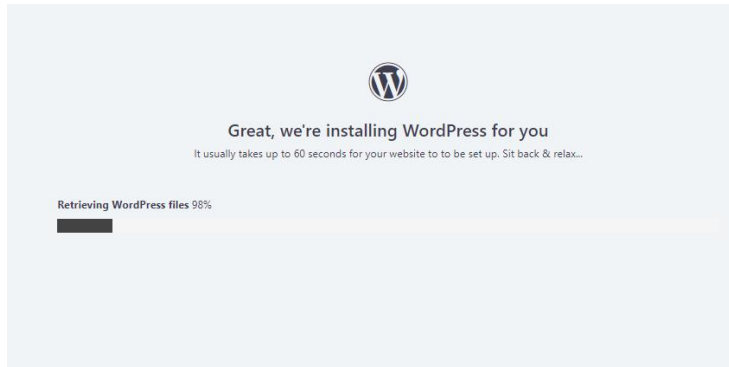 Great, we're installing WordPress for you
It usually takes up to 60 seconds for your website to to be set up. Sit back & relax...
Retrieving WordPress files 98%